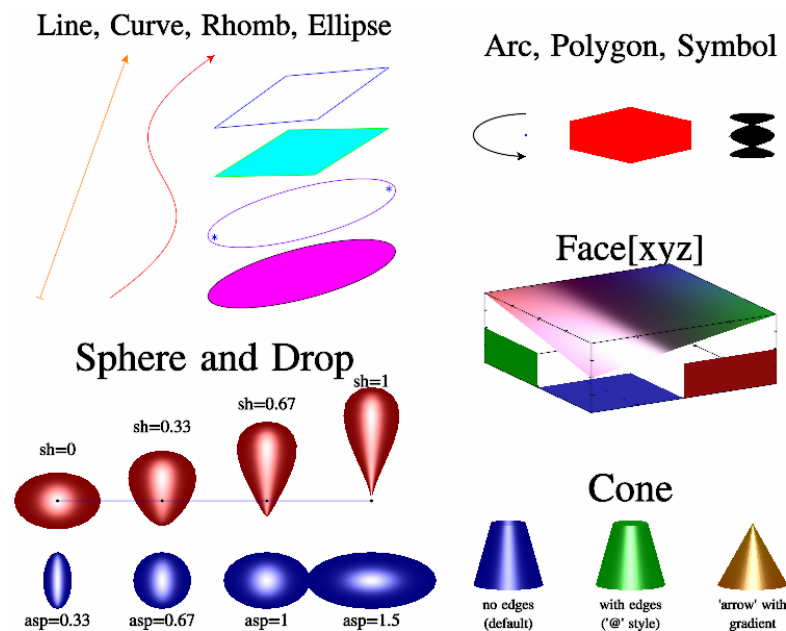 Line, Curve, Rhomb, Ellipse
Arc, Polygon, Symbol
Face[xyz]
Sphere and Drop
sh=0
sh=0.33
sh=0.67
sh=1
asp=0.33
asp=0.67
asp=1
asp=1.5
Cone
no edges
(default)
with edges
('@' style)
'arrow' with
gradient